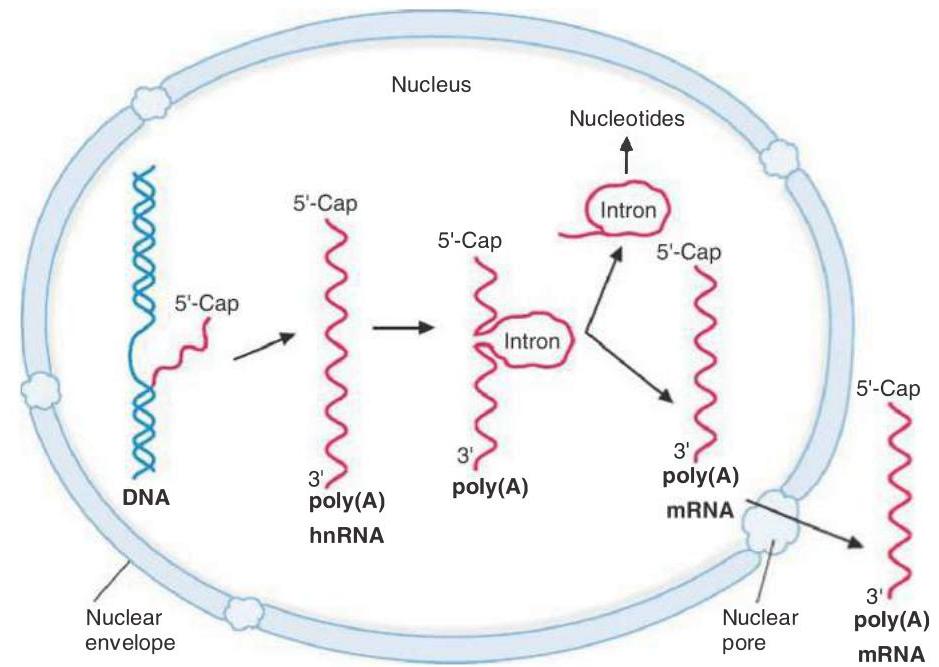 Nucleus
Nucleotides
Intron
5'-Cap
5'-Cap
5'-Cap
5'-Cap
Intron
5'-Cap
3'
3'
3'
DNA
poly(A)
hnRNA
poly(A)
poly(A)
mRNA
Nuclear
envelope
Nuclear
pore
3'
poly(A)
mRNA